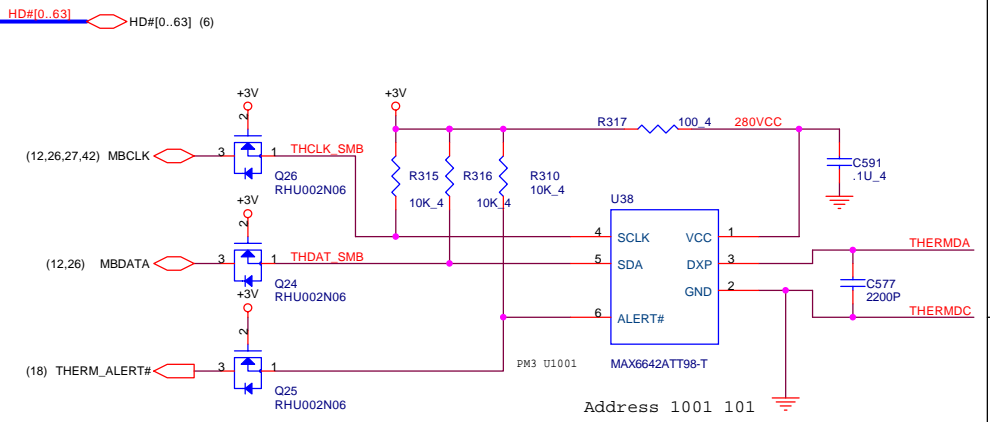 HD#[0..63]
HD#[0..63] (6)
+3V
+3V
2
R317
100_4
280VCC
(12,26,27,42) MBCLK
3
1
THCLK_SMB
C591
.1U_4
Q26
RHU002N06
R315
R316
R310
10K_4
10K_4
10K_4
U38
+3V
2
4
SCLK
VCC
1
THERMDA
(12,26) MBDATA
3
1
THDAT_SMB
5
SDA
DXP
3
Q24
RHU002N06
GND
2
C577
2200P
+3V
2
6
ALERT#
THERMDC
(18) THERM_ALERT#
3
1
PM3 U1001
MAX6642ATT98-T
Q25
RHU002N06
Address 1001 101